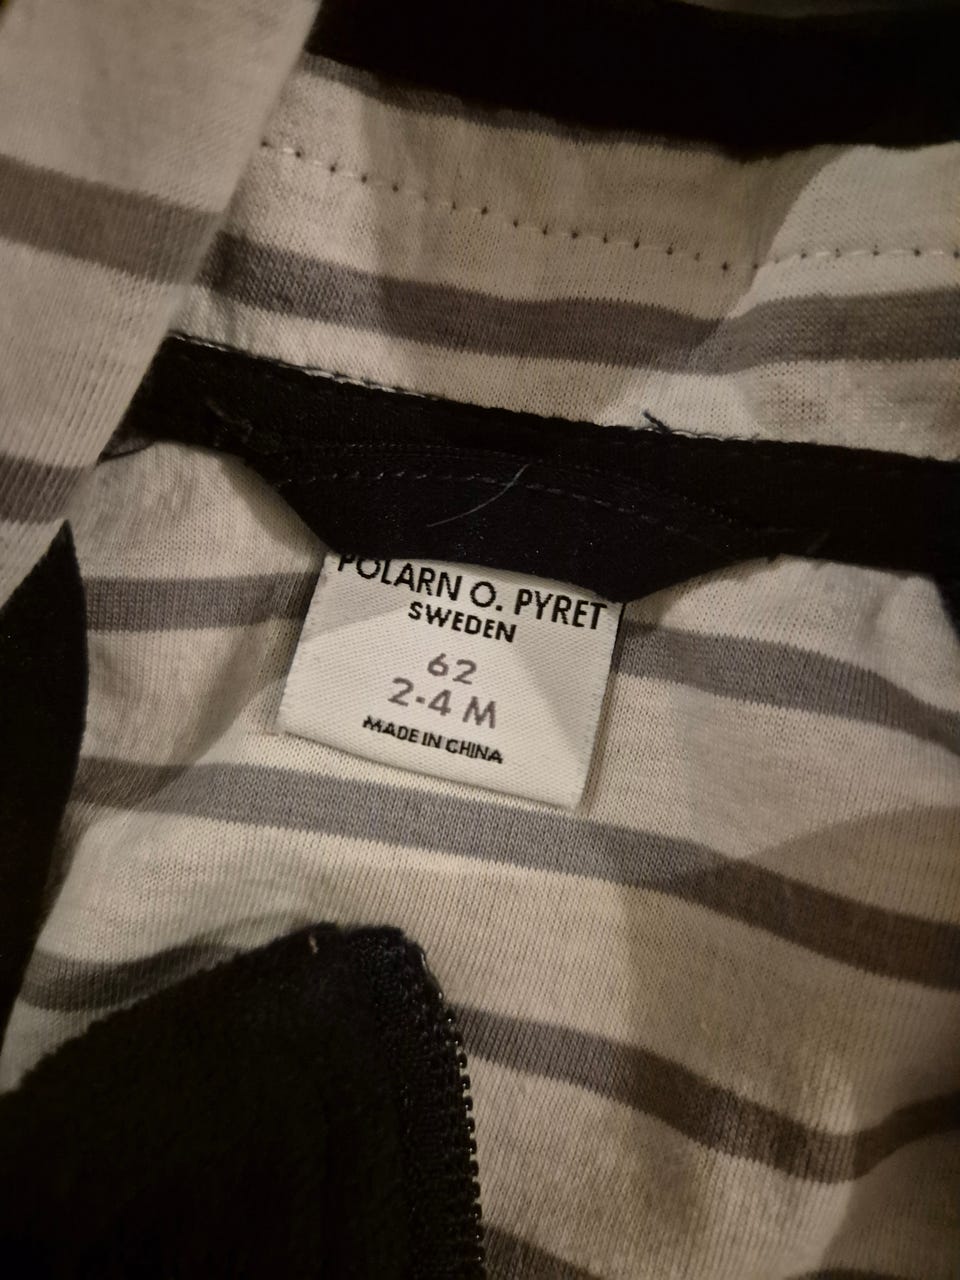 POLARN O. PYRET
SWEDEN
62
2-4 M
MADE IN CHINA